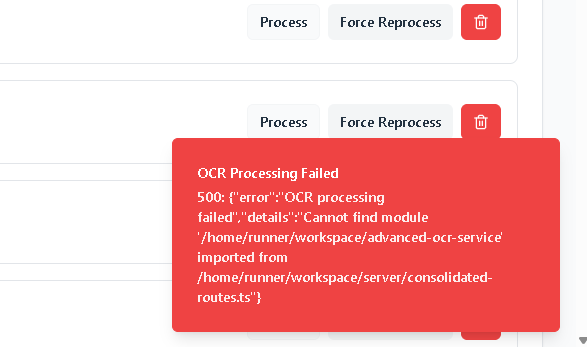 Process Force Reprocess
Process Force Reprocess
OCR Processing Failed
500: {"error":"OCR processing
failed","details":"Cannot find module
'/home/runner/workspace/advanced-ocr-service'
imported from
/home/runner/workspace/server/consolidated-
routes.ts"}